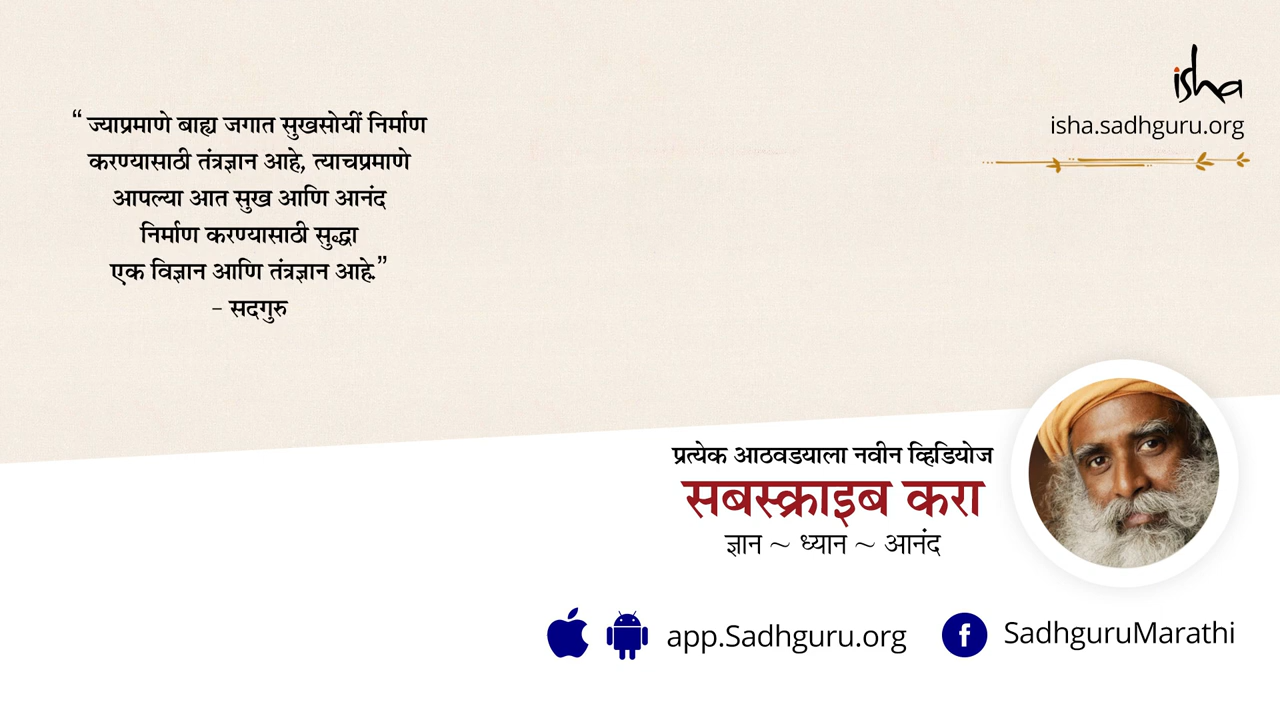 “ ज्याप्रमाणे बाह्य जगात सुखसोयीं निर्माण
करण्यासाठी तंत्रज्ञान आहे, त्याचप्रमाणे
आपल्या आत सुख आणि आनंद
निर्माण करण्यासाठी सुद्धा
एक विज्ञान आणि तंत्रज्ञान आहे.”
- सदगुरु
isha
isha.sadhguru.org
प्रत्येक आठवडयाला नवीन व्हिडियोज
सबस्क्राइब करा
ज्ञान ~ ध्यान ~ आनंद
app.Sadhguru.org
f SadhguruMarathi